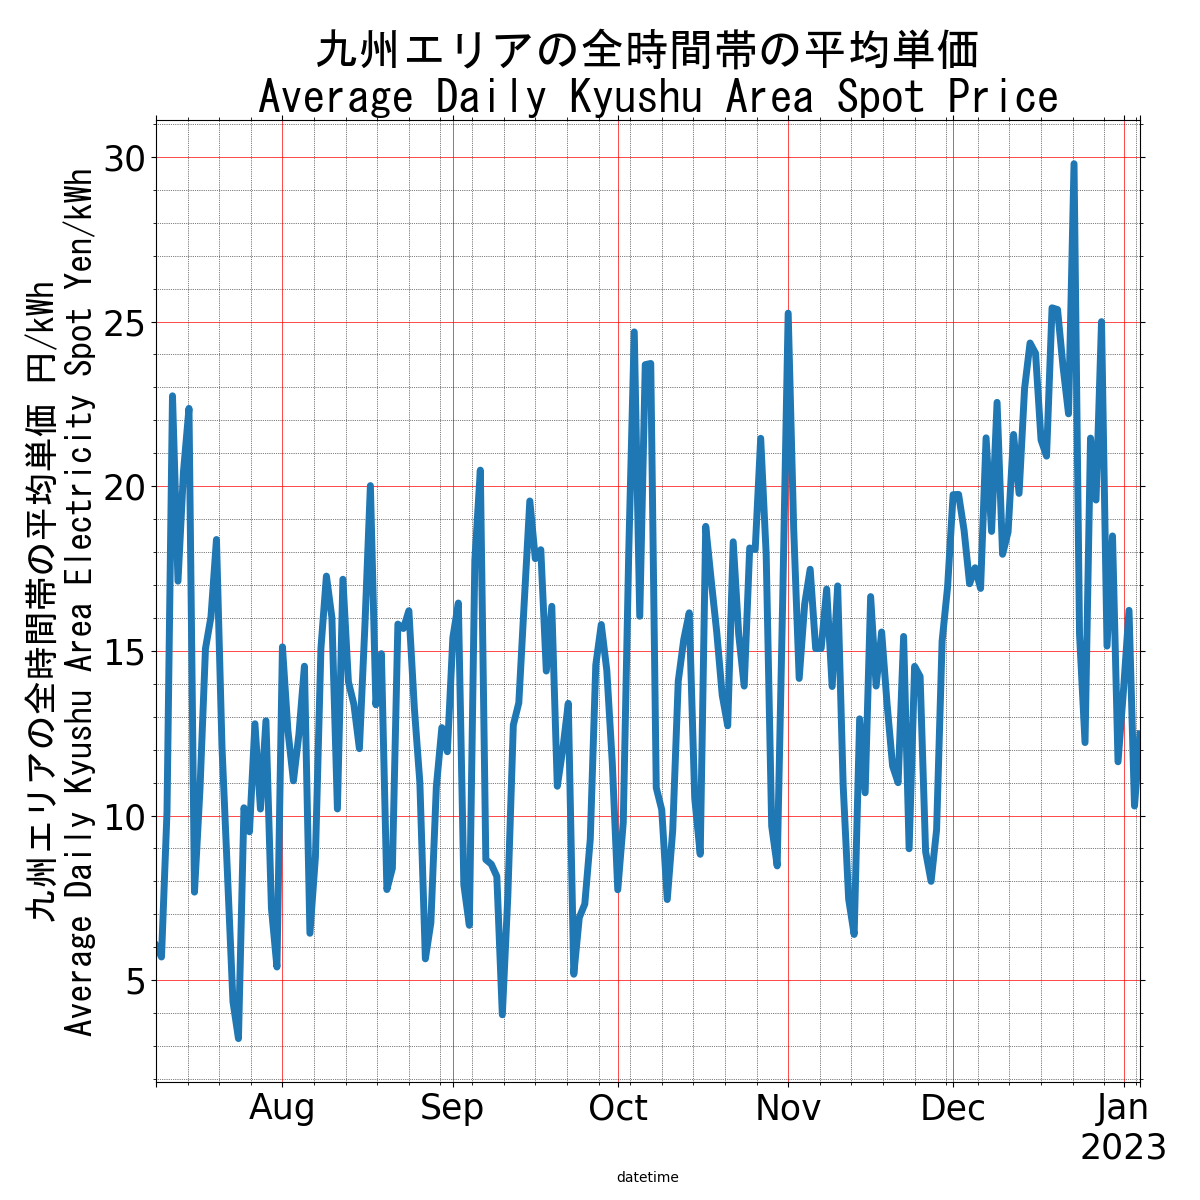 九州エリアの全時間帯の平均単価
Average Daily Kyushu Area Spot Price
九州エリアの全時間帯の平均単価 円/kWh
Average Daily Kyushu Area Electricity Spot Yen/kWh
30
25
20
15
10
5
Aug
Sep
Oct
Nov
Dec
Jan
2023
datetime